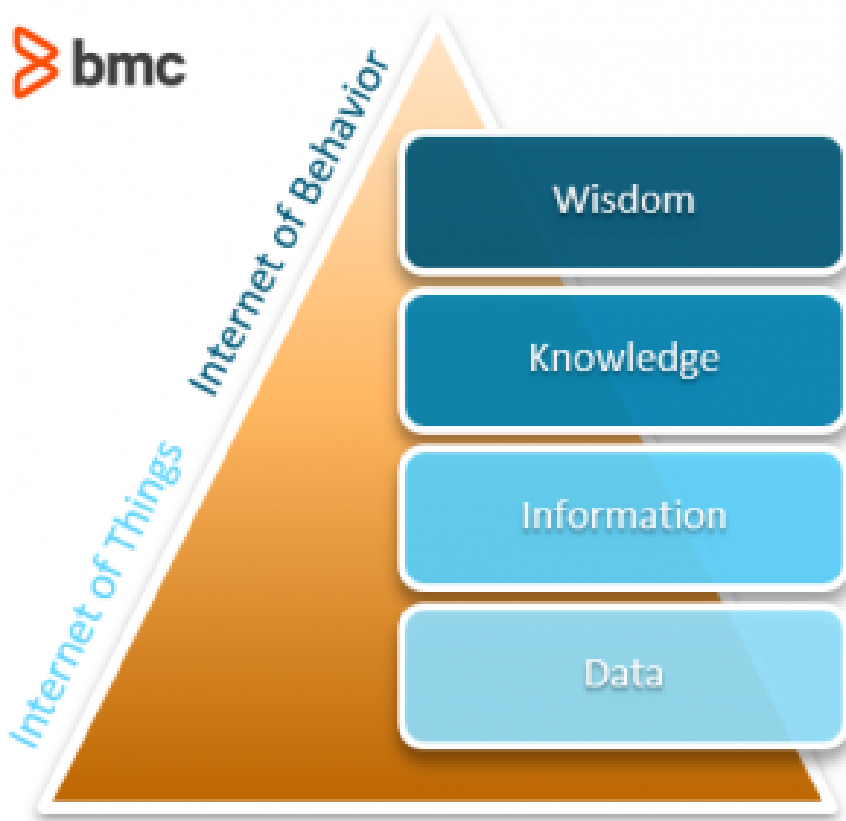 bmc
Internet of Behavior
Internet of Things
Wisdom
Knowledge
Information
Data